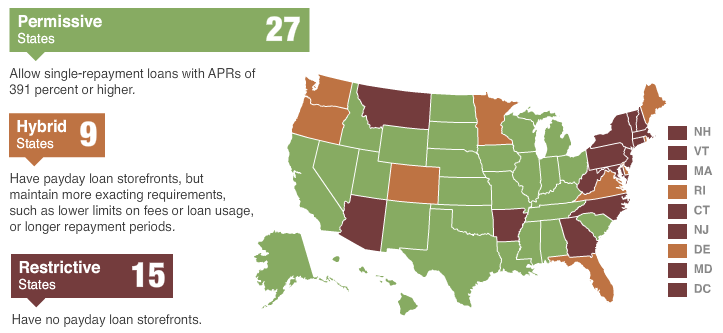 Permissive
States
27
Allow single-repayment loans with APRs of
391 percent or higher.
Hybrid
States
9
Have payday loan storefronts, but
maintain more exacting requirements,
such as lower limits on fees or loan usage,
or longer repayment periods.
Restrictive
States
15
Have no payday loan storefronts.
NH
VT
MA
RI
CT
NJ
DE
MD
DC